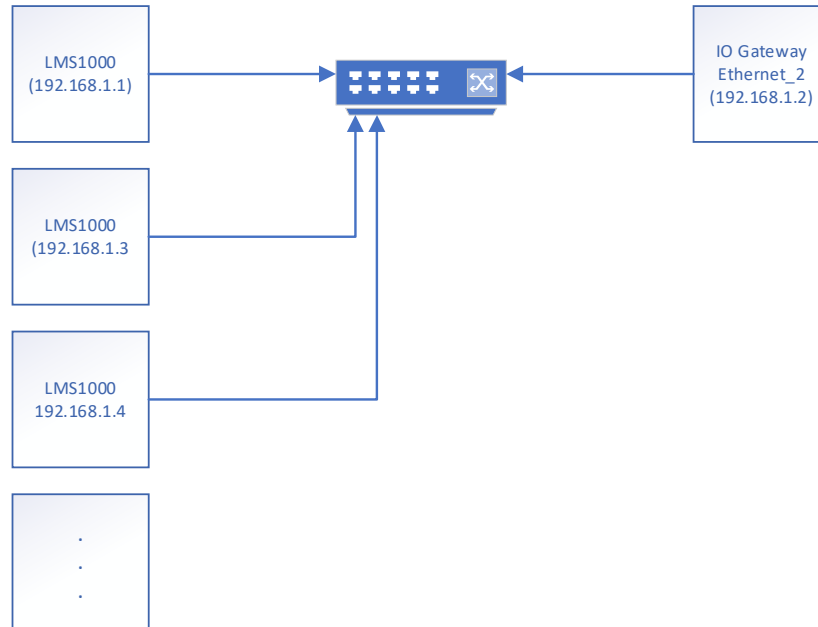 LMS1000
(192.168.1.1)
IO Gateway
Ethernet_2
(192.168.1.2)
LMS1000
(192.168.1.3
LMS1000
192.168.1.4
.
.
.